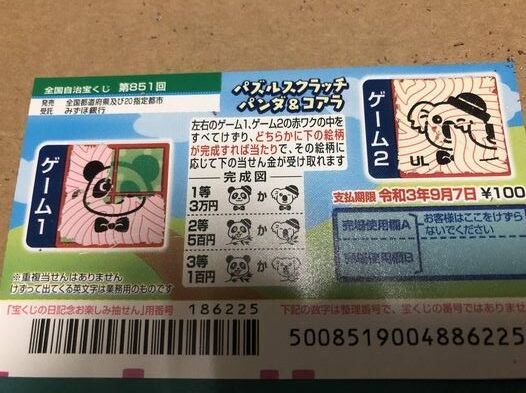 全国自治宝くじ 第851回
発売 全国都道府県及び20指定都市
受託 みずほ銀行
パズルスクラッチ
パンダ&コアラ
左右のゲーム1、ゲーム2の赤ワクの中を
すべてけずり、どちらかに下の絵柄
が完成すれば当たりで、その絵柄に
応じて下の当せん金が受け取れます
完成図
1等
3万円
か
2等
5百円
か
3等
1百円
か
ゲーム1
ゲーム2
UL
支払期限 令和3年9月7日 ¥100
売場使用欄A
売場使用欄B
お客様はここをけずら
ないでください
※重複当せんはありません
けずって出てくる英文字は業務用のものです
「宝くじの日記念お楽しみ抽せん」用番号 186225
下記の数字は整理番号で、宝くじの番号ではありませ
5008519004886225